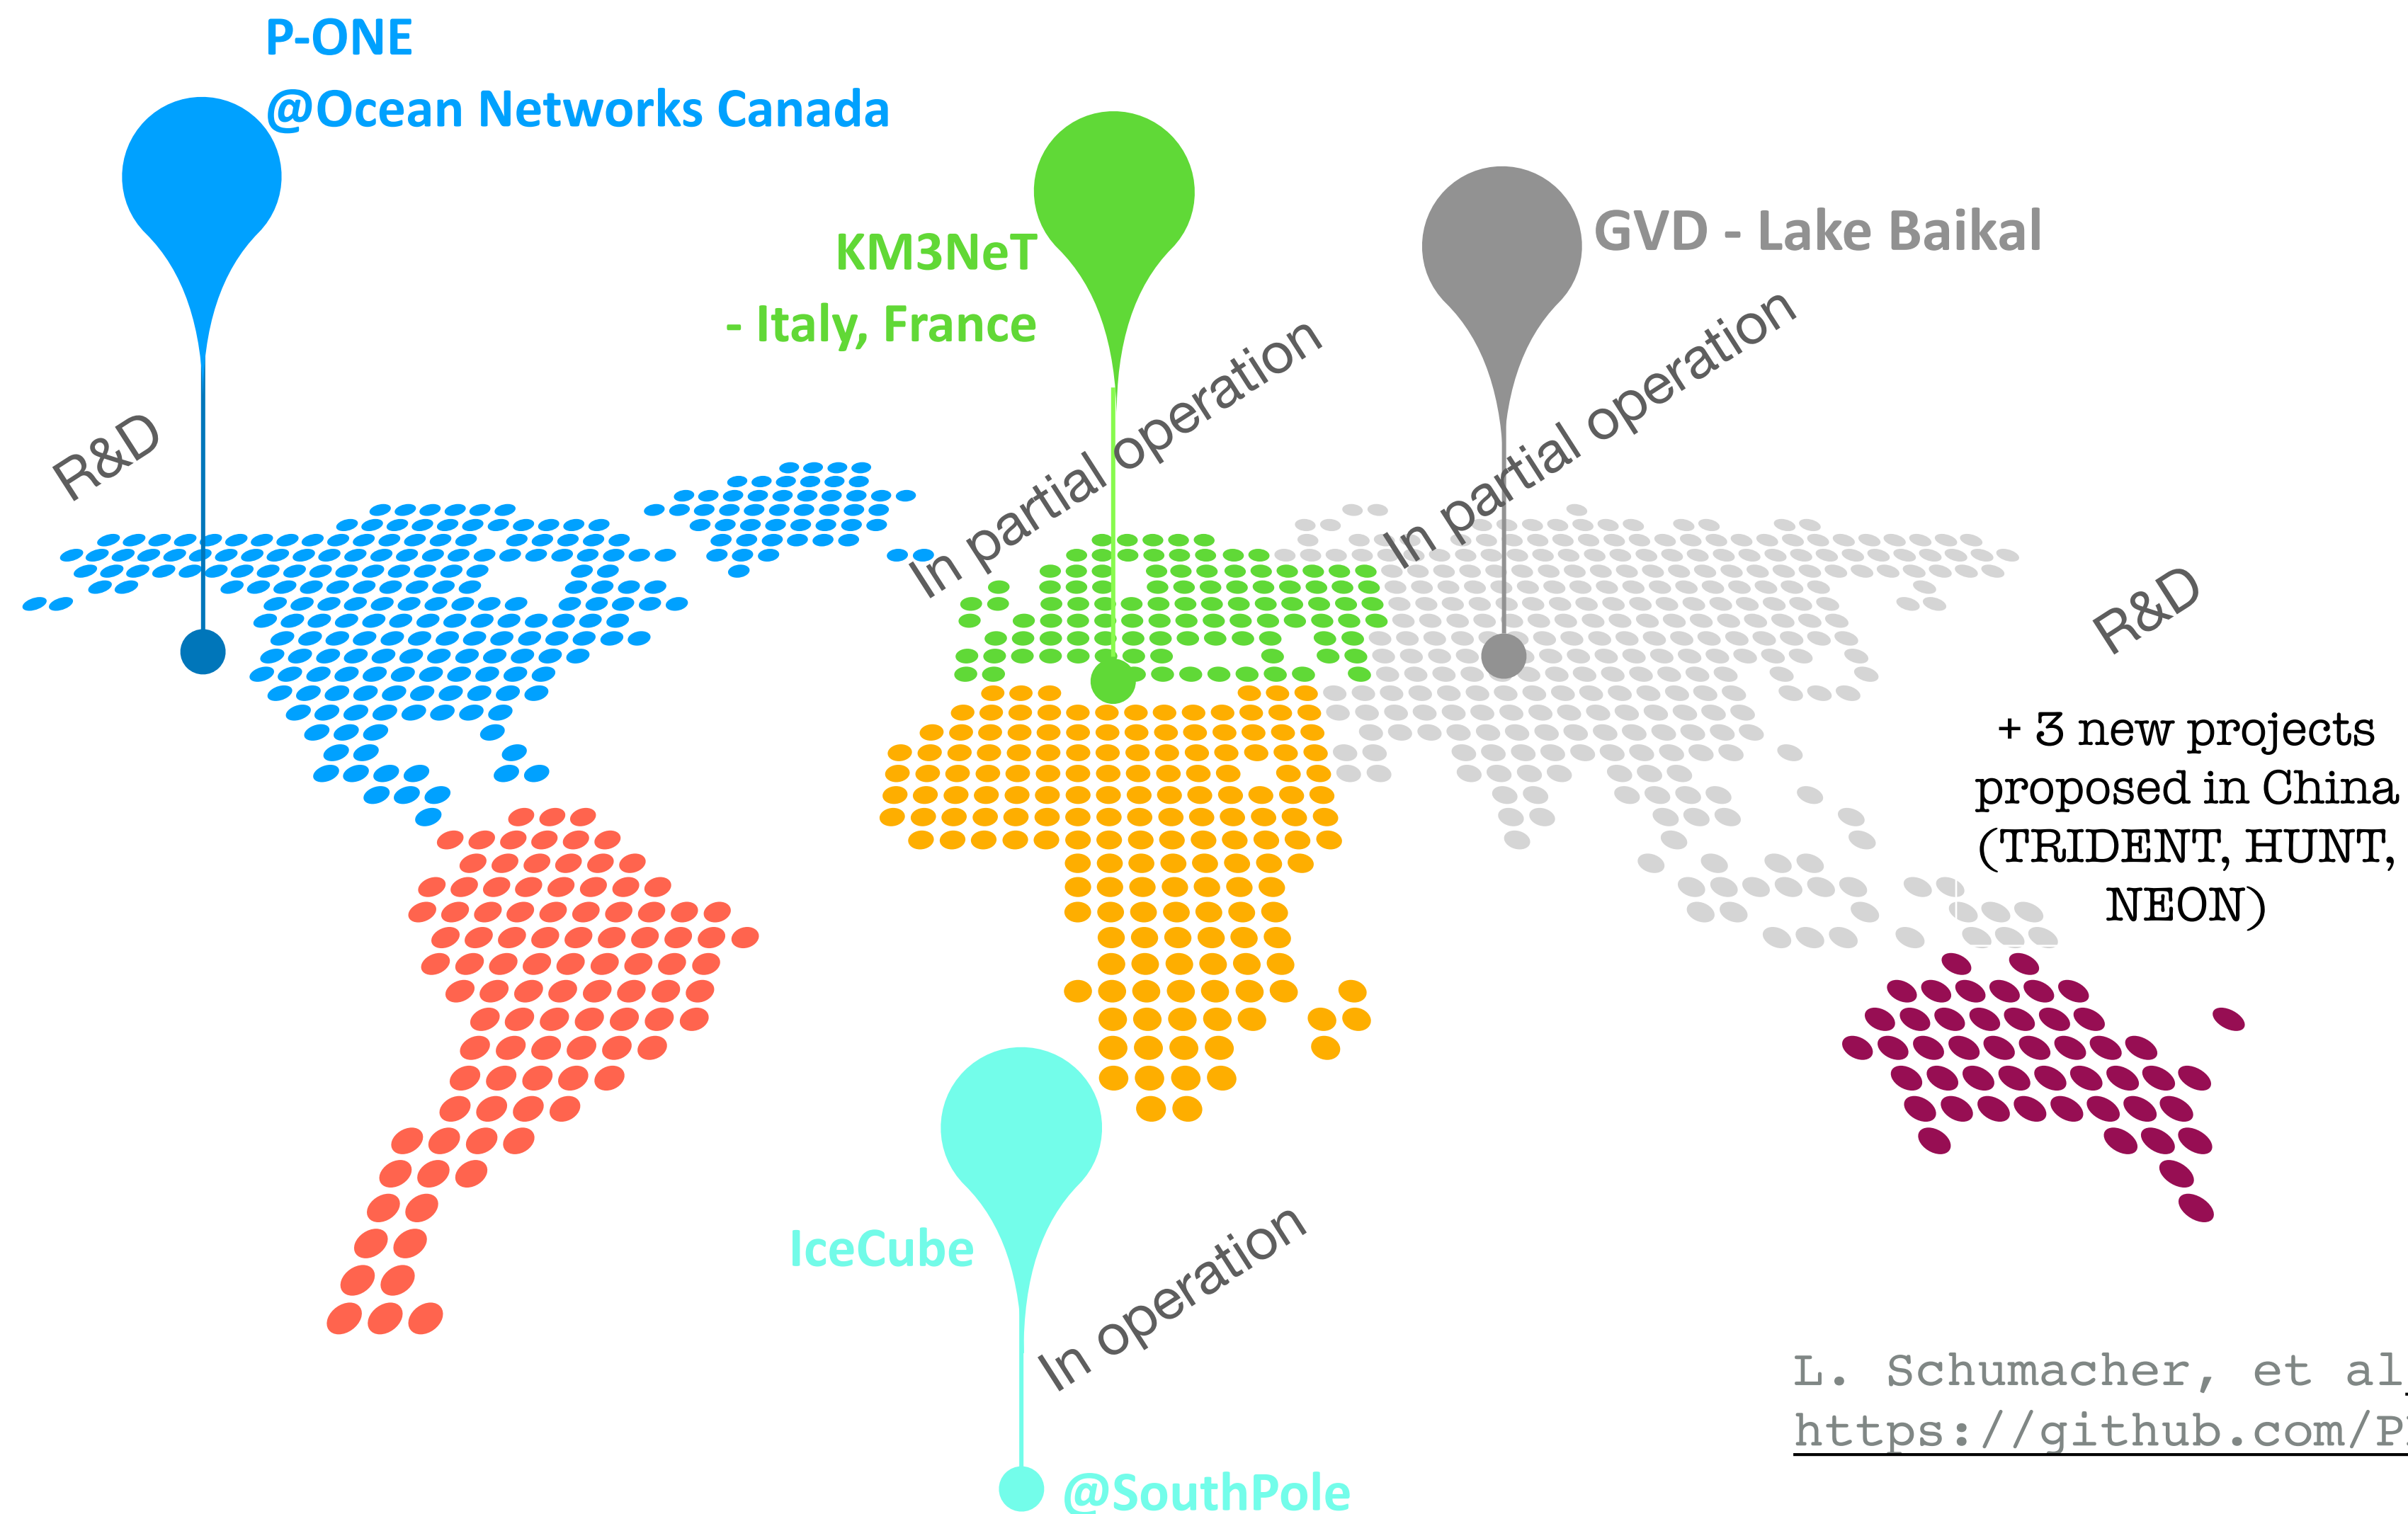 P-ONE
@Ocean Networks Canada
KM3NeT
- Italy, France
GVD - Lake Baikal
R&D
In partial operation
In partial operation
R&D
+ 3 new projects
proposed in China
(TRIDENT, HUNT,
NEON)
IceCube
In operation
@SouthPole
L. Schumacher, et al
https://github.com/P